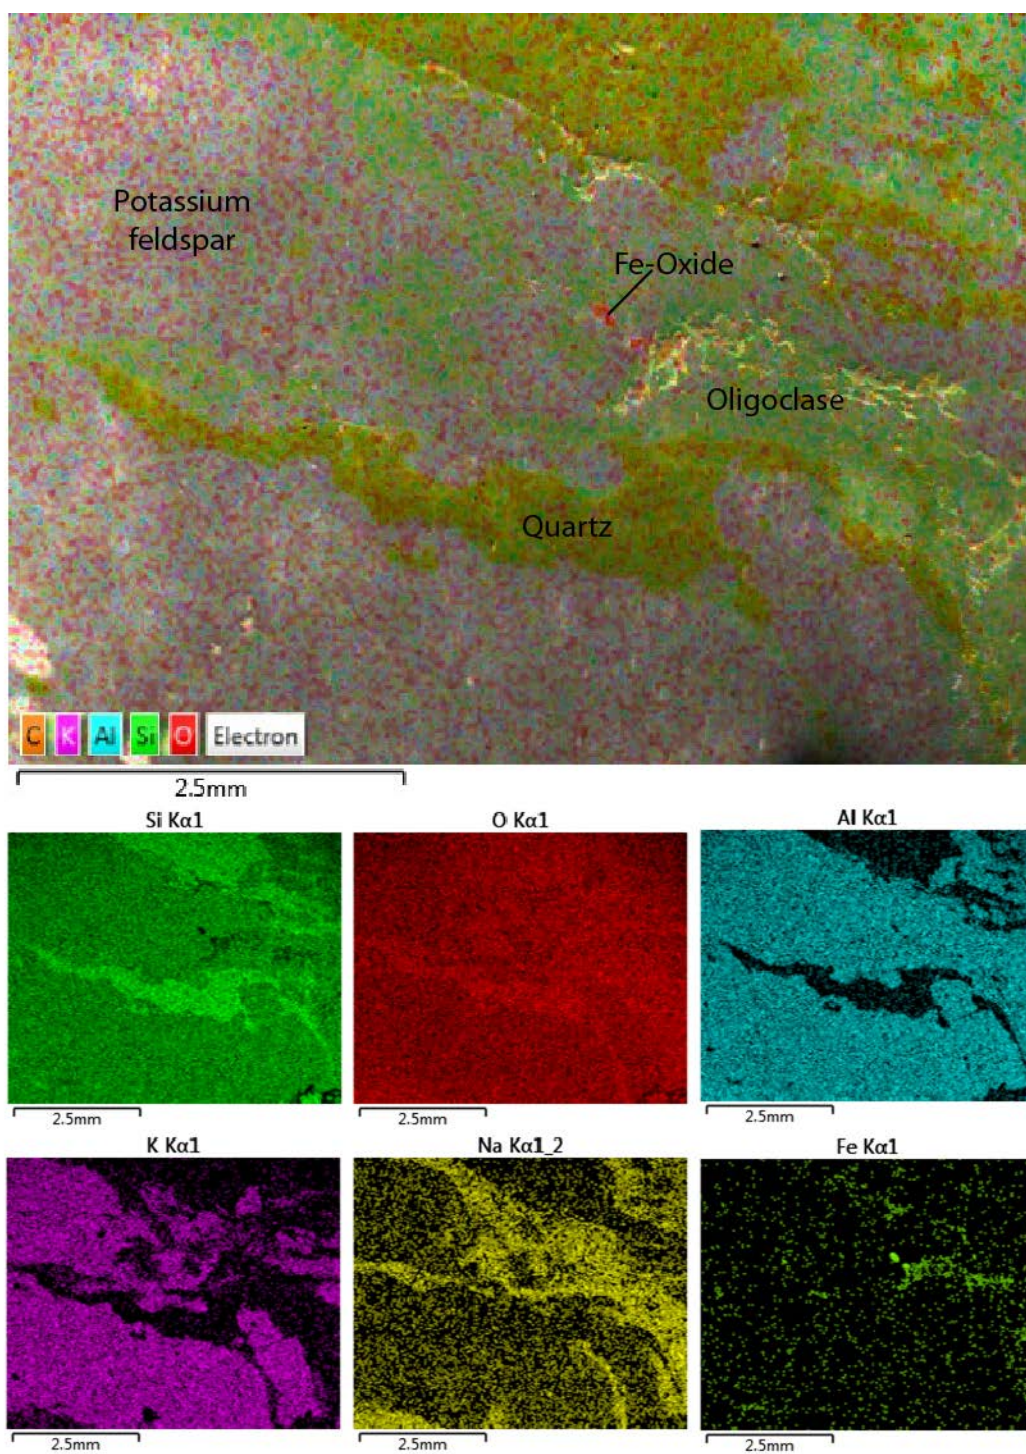 Potassium
feldspar
Fe-Oxide
Oligoclase
Quartz
C K Al Si O Electron
2.5mm
Si Kα1 O Kα1 Al Kα1
2.5mm 2.5mm 2.5mm
K Kα1 Na Kα1_2 Fe Kα1
2.5mm 2.5mm 2.5mm